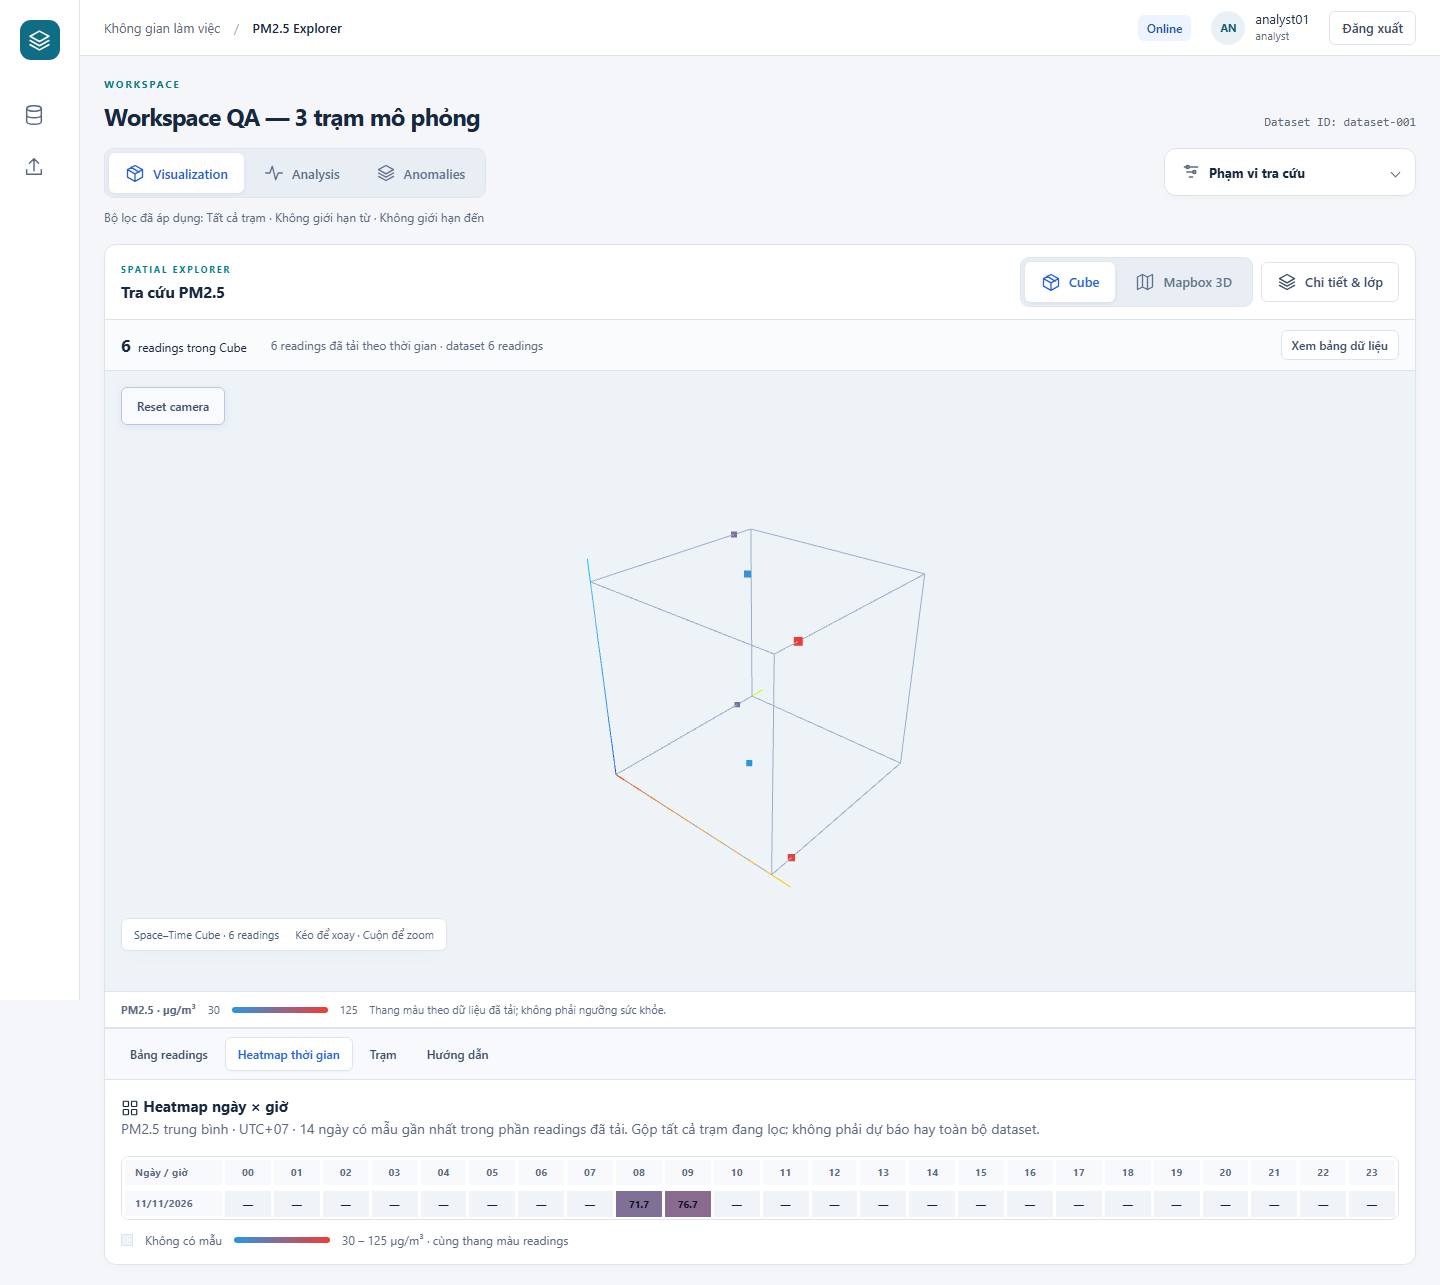 Không gian làm việc / PM2.5 Explorer
Online
AN
analyst01
analyst
Đăng xuất
WORKSPACE
Workspace QA — 3 trạm mô phỏng
Dataset ID: dataset-001
Visualization
Analysis
Anomalies
Phạm vi tra cứu
Bộ lọc đã áp dụng: Tất cả trạm · Không giới hạn từ · Không giới hạn đến
SPATIAL EXPLORER
Tra cứu PM2.5
Cube
Mapbox 3D
Chi tiết & lớp
6 readings trong Cube
6 readings đã tải theo thời gian · dataset 6 readings
Xem bảng dữ liệu
Reset camera
Space–Time Cube · 6 readings
Kéo để xoay · Cuộn để zoom
PM2.5 · µg/m³ 30 125 Thang màu theo dữ liệu đã tải; không phải ngưỡng sức khỏe.
Bảng readings
Heatmap thời gian
Trạm
Hướng dẫn
Heatmap ngày × giờ
PM2.5 trung bình · UTC+07 · 14 ngày có mẫu gần nhất trong phần readings đã tải. Gộp tất cả trạm đang lọc; không phải dự báo hay toàn bộ dataset.
Ngày / giờ 00 01 02 03 04 05 06 07 08 09 10 11 12 13 14 15 16 17 18 19 20 21 22 23
11/11/2026 — — — — — — — — 71.7 76.7 — — — — — — — — — — — — — —
Không có mẫu 30 – 125 µg/m³ · cùng thang màu readings